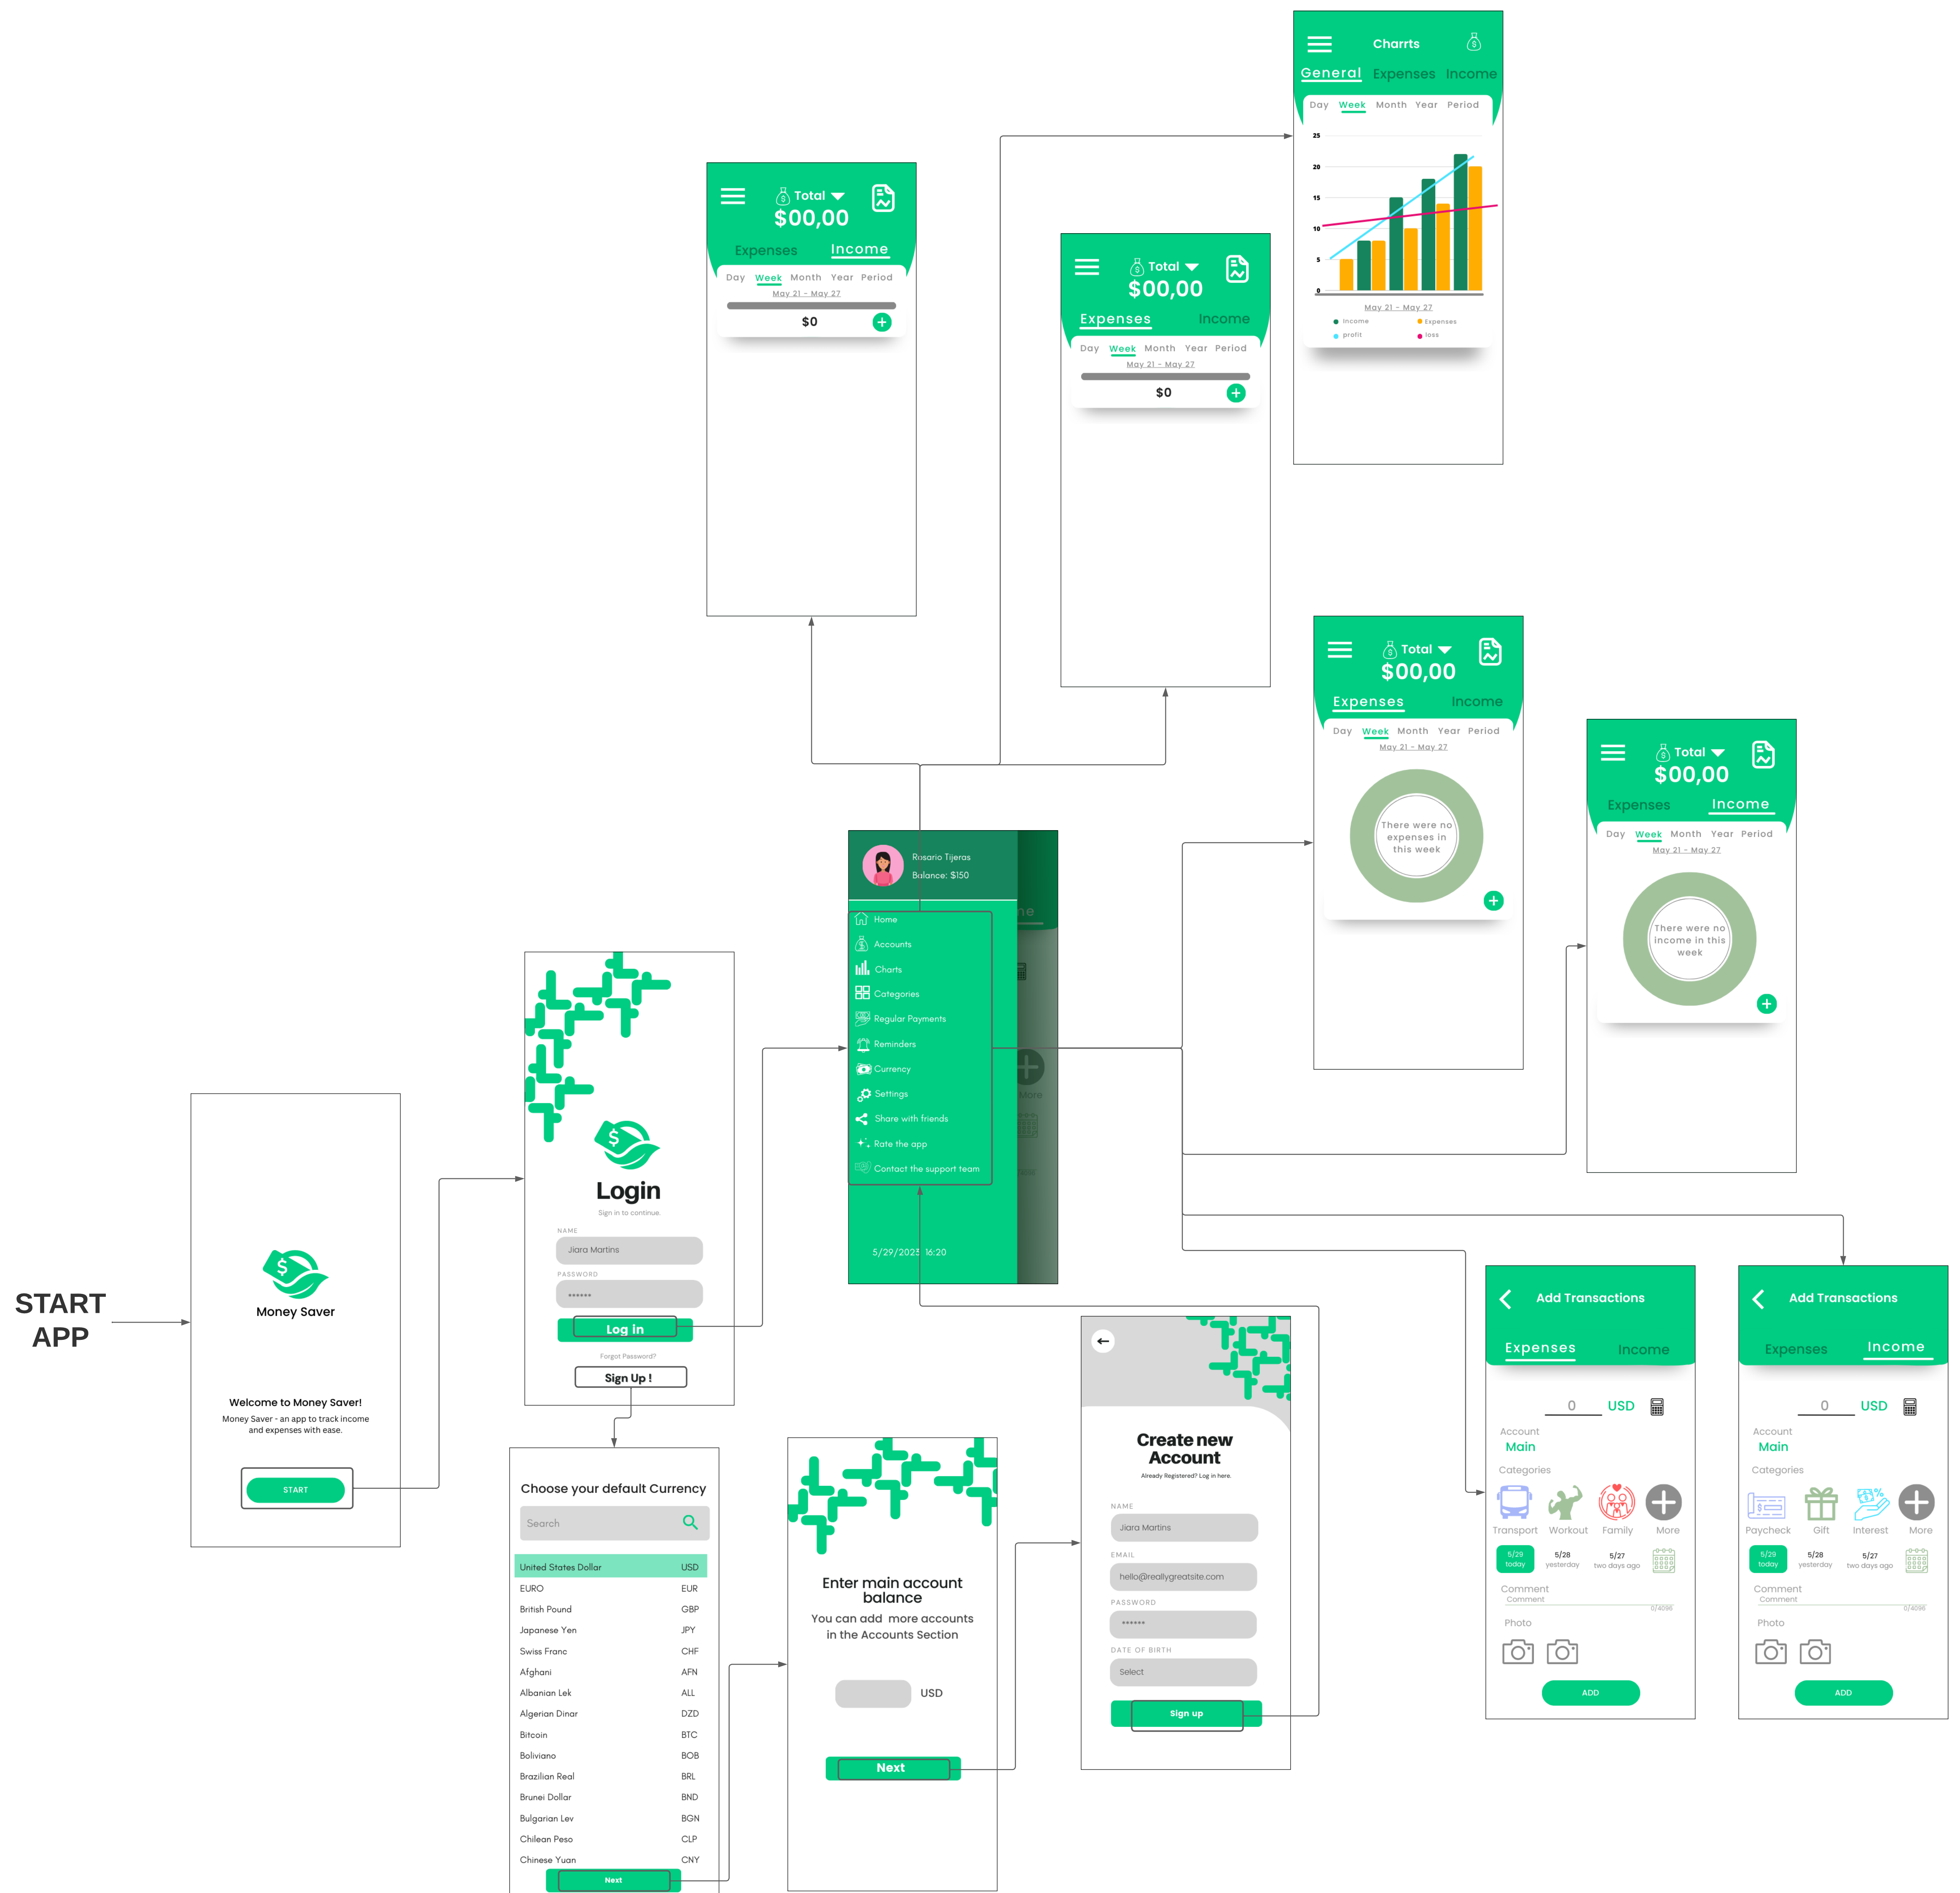 Charrts
General Expenses Income
Day Week Month Year Period
25
20
15
10
5
0
May 21 - May 27
Income
Expenses
profit
loss
Total
$00,00
Expenses Income
Day Week Month Year Period
May 21 - May 27
$0
Total
$00,00
Expenses Income
Day Week Month Year Period
May 21 - May 27
$0
Total
$00,00
Expenses Income
Day Week Month Year Period
May 21 - May 27
There were no
expenses in
this week
Total
$00,00
Expenses Income
Day Week Month Year Period
May 21 - May 27
There were no
income in this
week
Rosario Tijeras
Balance: $150
Home
Accounts
Charts
Categories
Regular Payments
Reminders
Currency
Settings
Share with friends
Rate the app
Contact the support team
5/29/2023 16:20
me
More
START
APP
Money Saver
Welcome to Money Saver!
Money Saver - an app to track income
and expenses with ease.
START
Login
Sign in to continue.
NAME
Jiara Martins
PASSWORD
******
Log in
Forgot Password?
Sign Up !
Choose your default Currency
Search
United States Dollar USD
EURO EUR
British Pound GBP
Japanese Yen JPY
Swiss Franc CHF
Afghani AFN
Albanian Lek ALL
Algerian Dinar DZD
Bitcoin BTC
Boliviano BOB
Brazilian Real BRL
Brunei Dollar BND
Bulgarian Lev BGN
Chilean Peso CLP
Chinese Yuan CNY
Next
Enter main account
balance
You can add more accounts
in the Accounts Section
USD
Next
Create new
Account
Already Registered? Log in here.
NAME
Jiara Martins
EMAIL
hello@reallygreatsite.com
PASSWORD
******
DATE OF BIRTH
Select
Sign up
Add Transactions
Expenses Income
0 USD
Account
Main
Categories
Transport Workout Family More
5/29 5/28 5/27
today yesterday two days ago
Comment
Comment
0/4096
Photo
ADD
Add Transactions
Expenses Income
0 USD
Account
Main
Categories
Paycheck Gift Interest More
5/29 5/28 5/27
today yesterday two days ago
Comment
Comment
0/4096
Photo
ADD